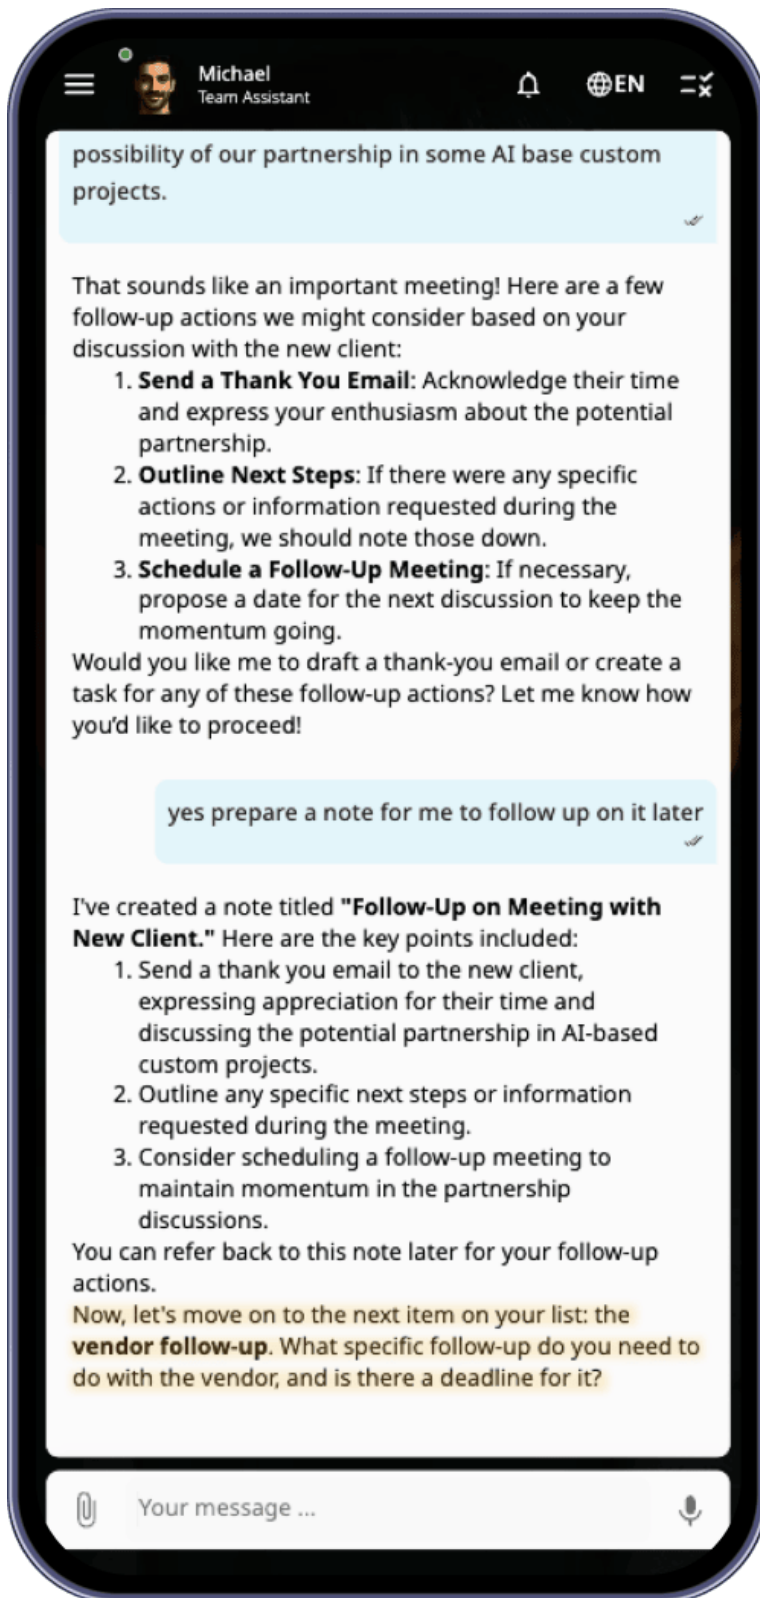 Michael
Team Assistant
EN
possibility of our partnership in some AI base custom
projects.
That sounds like an important meeting! Here are a few
follow-up actions we might consider based on your
discussion with the new client:
1. Send a Thank You Email: Acknowledge their time
and express your enthusiasm about the potential
partnership.
2. Outline Next Steps: If there were any specific
actions or information requested during the
meeting, we should note those down.
3. Schedule a Follow-Up Meeting: If necessary,
propose a date for the next discussion to keep the
momentum going.
Would you like me to draft a thank-you email or create a
task for any of these follow-up actions? Let me know how
you’d like to proceed!
yes prepare a note for me to follow up on it later
I've created a note titled "Follow-Up on Meeting with
New Client." Here are the key points included:
1. Send a thank you email to the new client,
expressing appreciation for their time and
discussing the potential partnership in AI-based
custom projects.
2. Outline any specific next steps or information
requested during the meeting.
3. Consider scheduling a follow-up meeting to
maintain momentum in the partnership
discussions.
You can refer back to this note later for your follow-up
actions.
Now, let's move on to the next item on your list: the
vendor follow-up. What specific follow-up do you need to
do with the vendor, and is there a deadline for it?
Your message ...